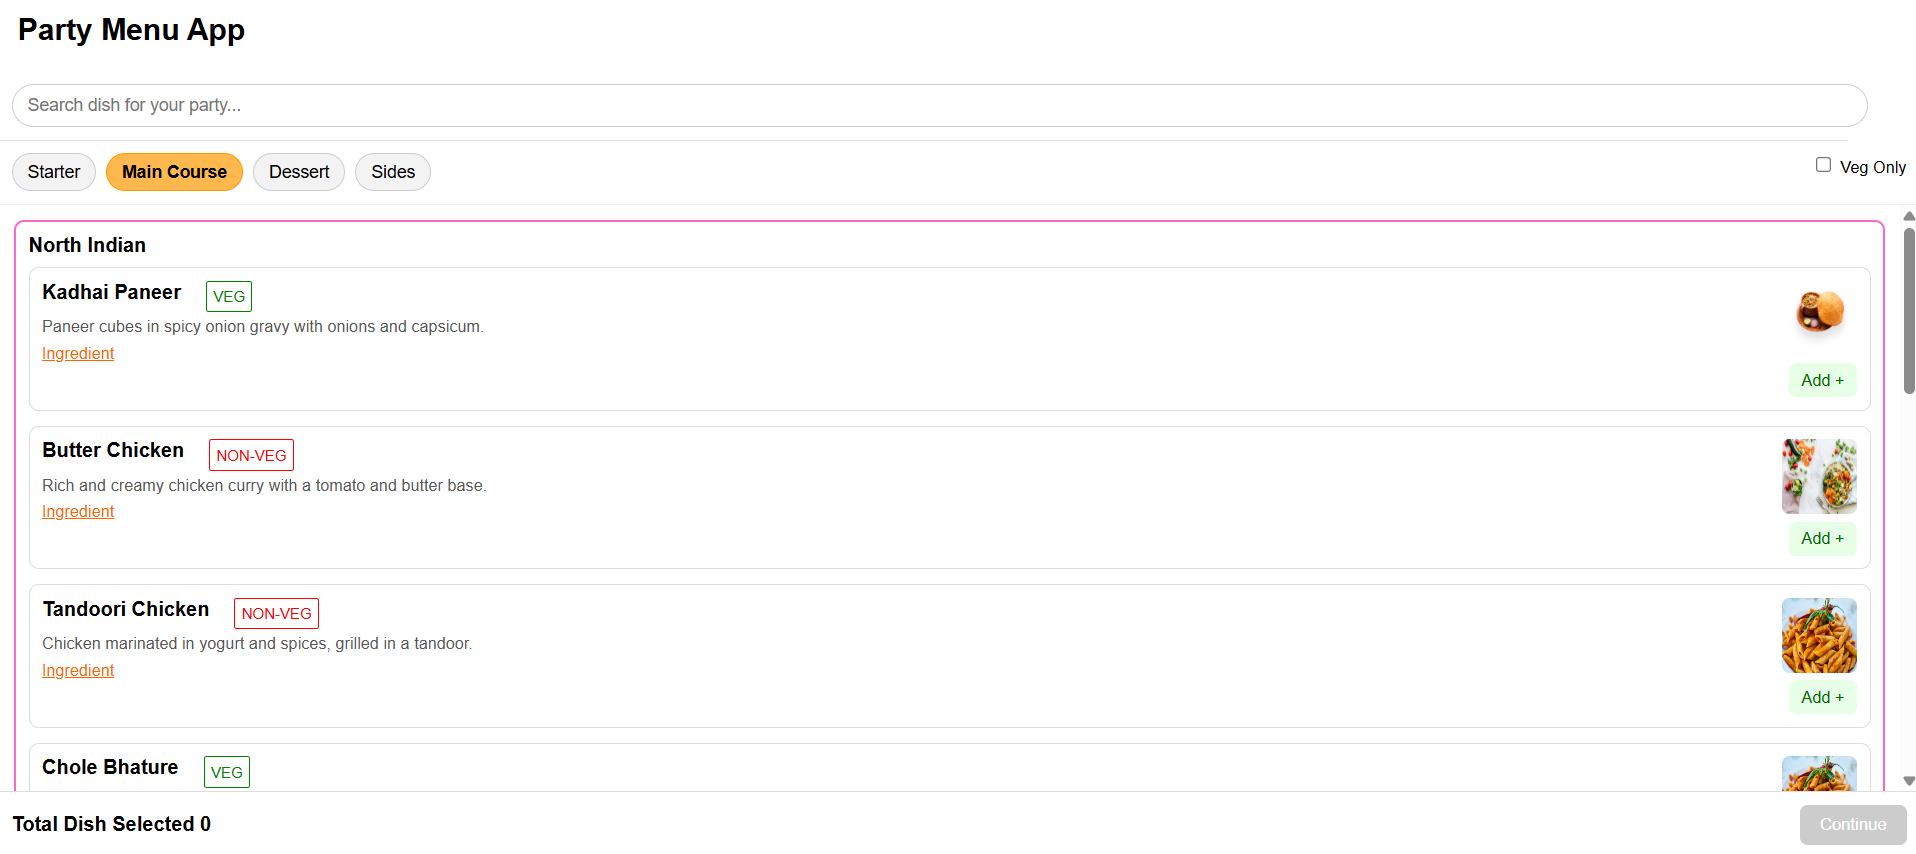 Party Menu App
Search dish for your party...
Starter Main Course Dessert Sides Veg Only
North Indian
Kadhai Paneer VEG
Paneer cubes in spicy onion gravy with onions and capsicum.
Ingredient
Add +
Butter Chicken NON-VEG
Rich and creamy chicken curry with a tomato and butter base.
Ingredient
Add +
Tandoori Chicken NON-VEG
Chicken marinated in yogurt and spices, grilled in a tandoor.
Ingredient
Add +
Chole Bhature VEG
Total Dish Selected 0 Continue